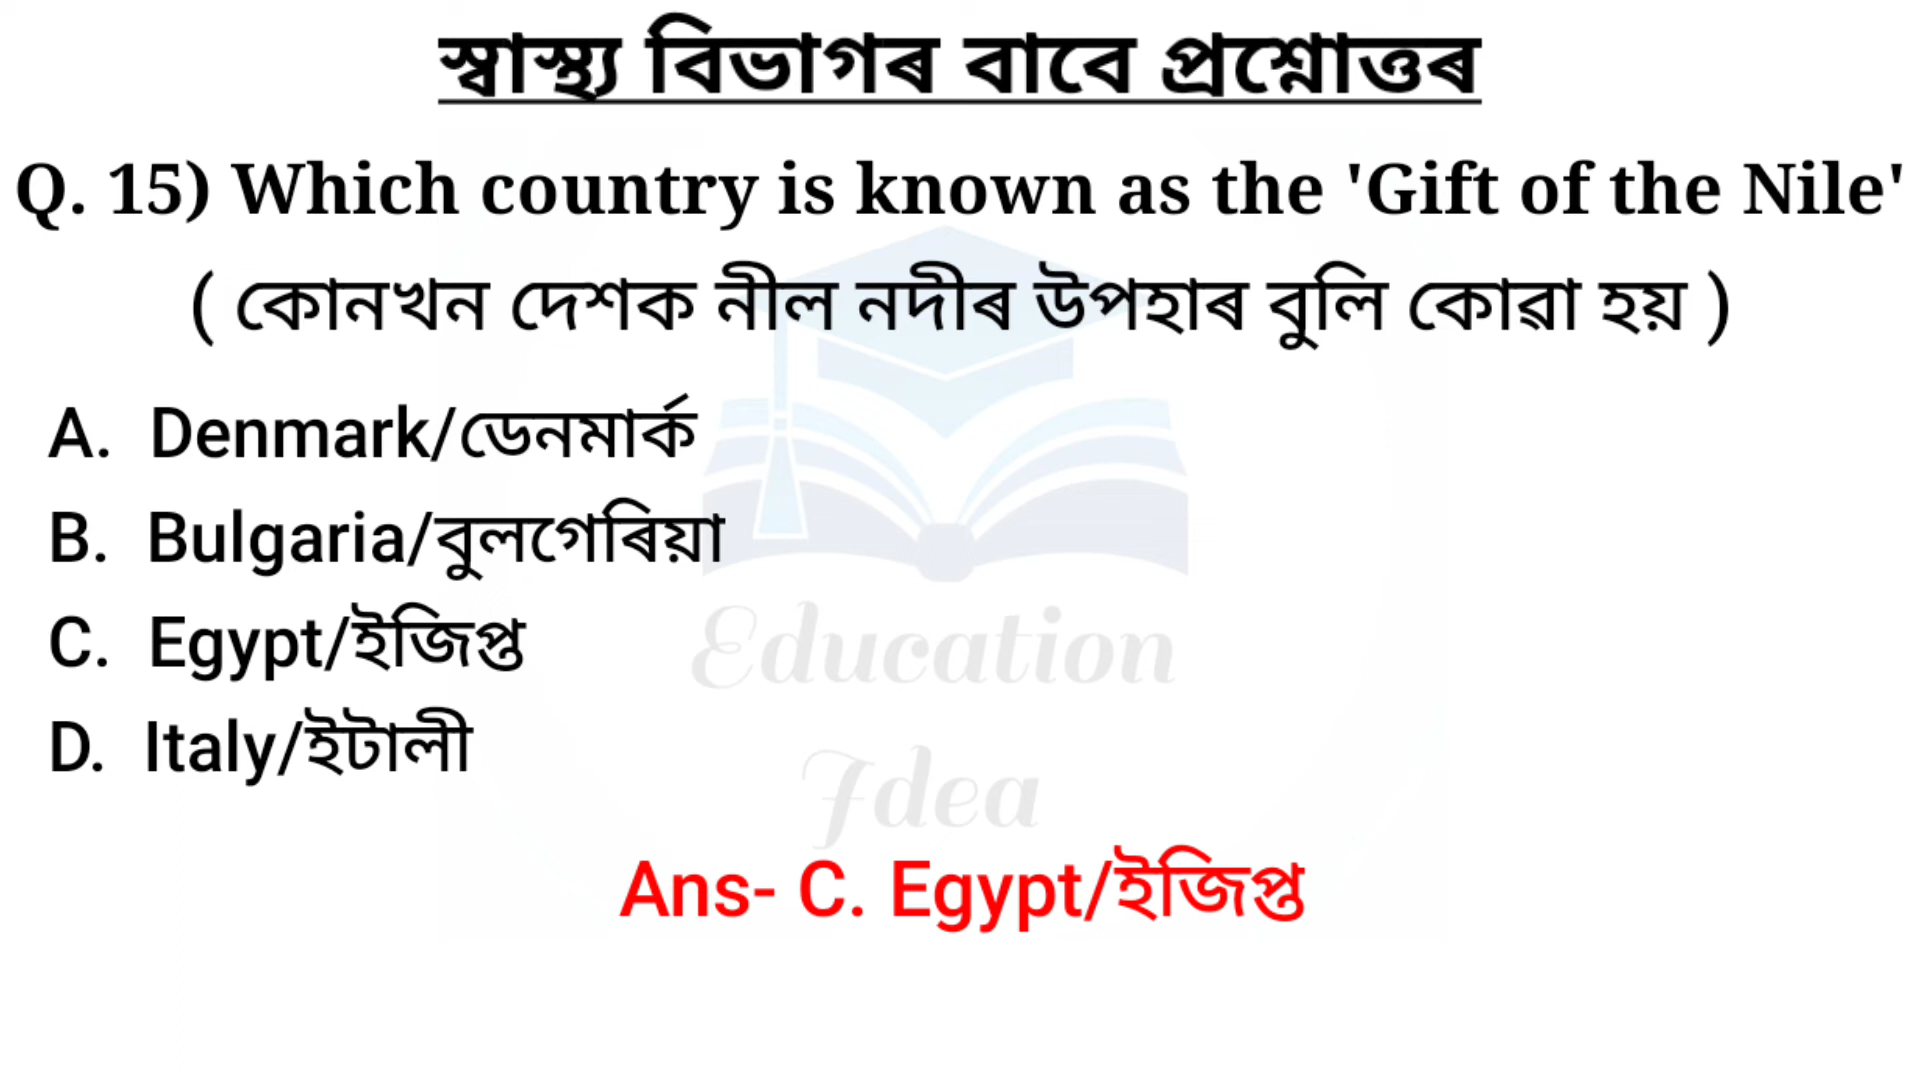 স্বাস্থ্য বিভাগৰ বাবে প্ৰশ্নোত্তৰ
Q. 15) Which country is known as the 'Gift of the Nile'
( কোনখন দেশক নীল নদীৰ উপহাৰ বুলি কোৱা হয় )
A. Denmark/ডেনমাৰ্ক
B. Bulgaria/বুলগেৰিয়া
C. Egypt/ইজিপ্ত
D. Italy/ইটালী
Education
Idea
Ans- C. Egypt/ইজিপ্ত